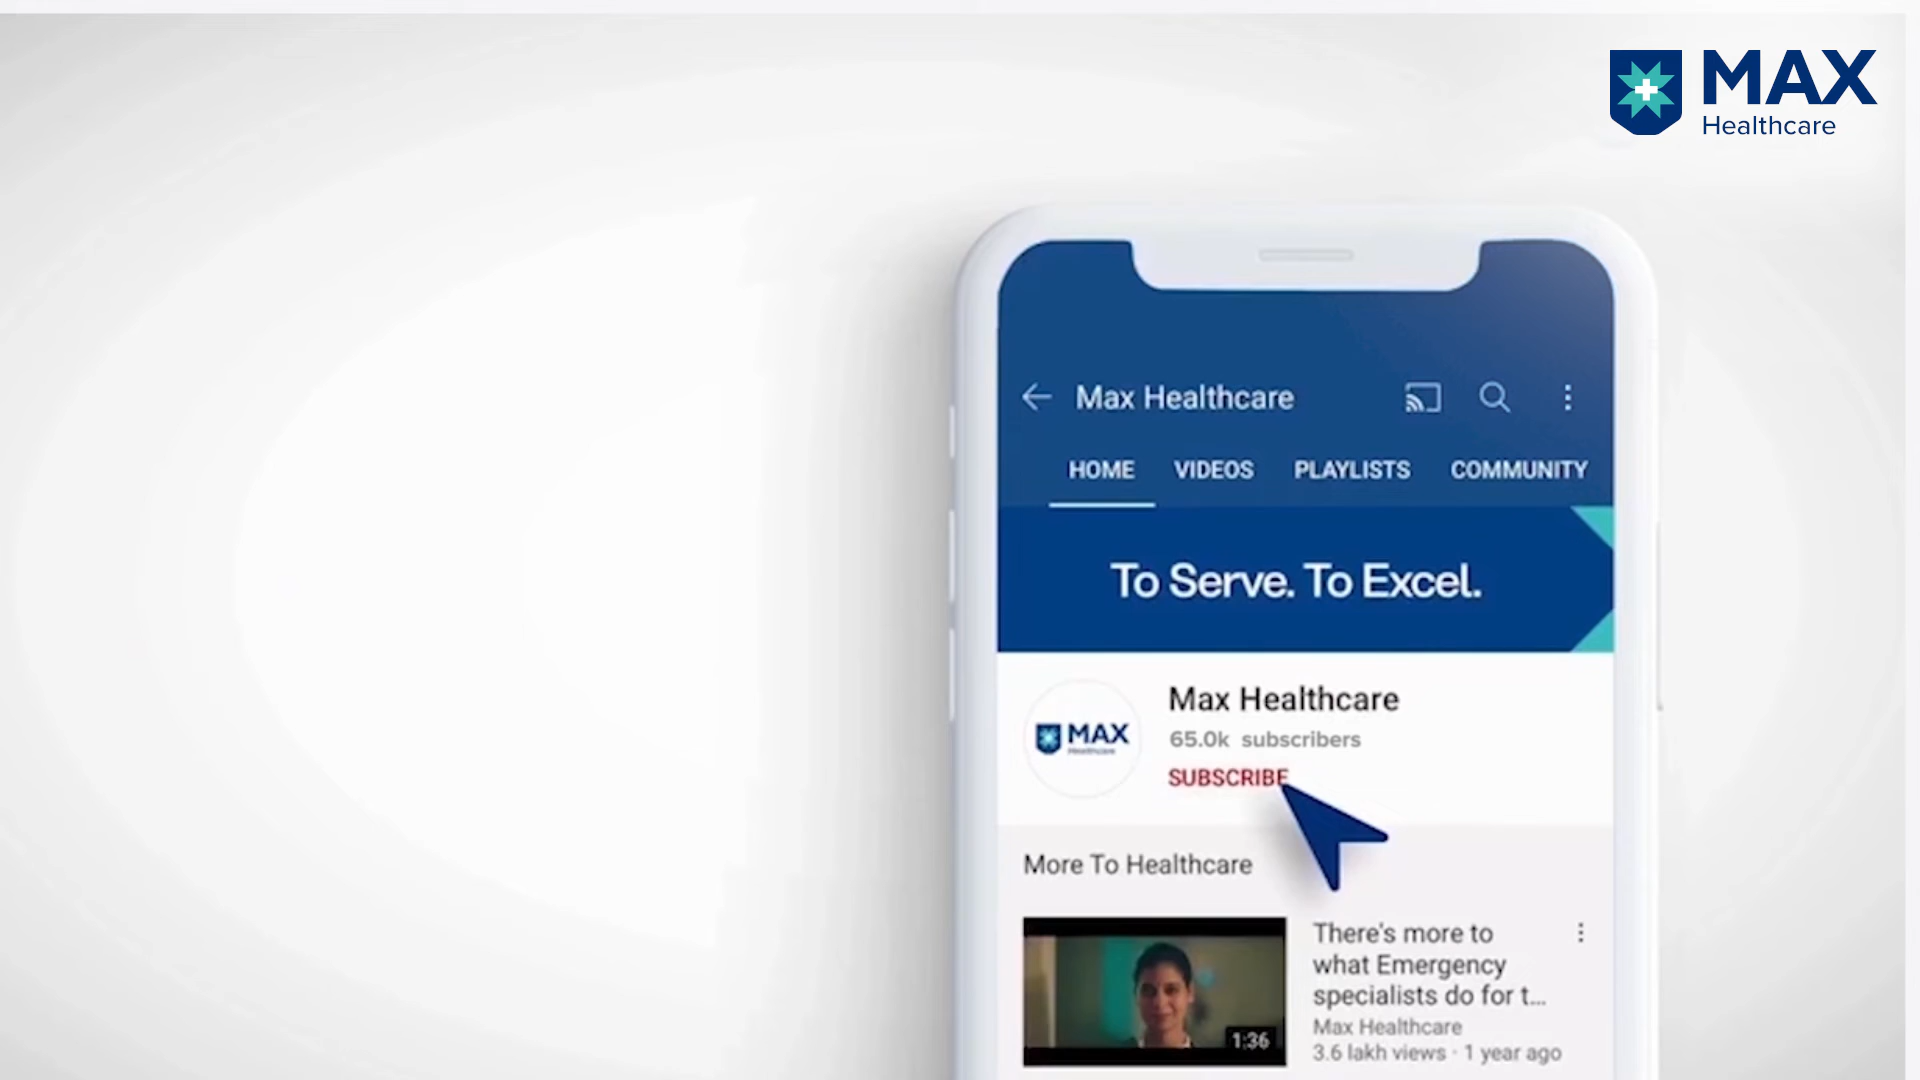 MAX
Healthcare
Max Healthcare
HOME VIDEOS PLAYLISTS COMMUNITY
To Serve. To Excel.
MAX
Healthcare
Max Healthcare
65.0k subscribers
SUBSCRIBE
More To Healthcare
There's more to
what Emergency
specialists do for t...
Max Healthcare
3.6 lakh views · 1 year ago
1:36